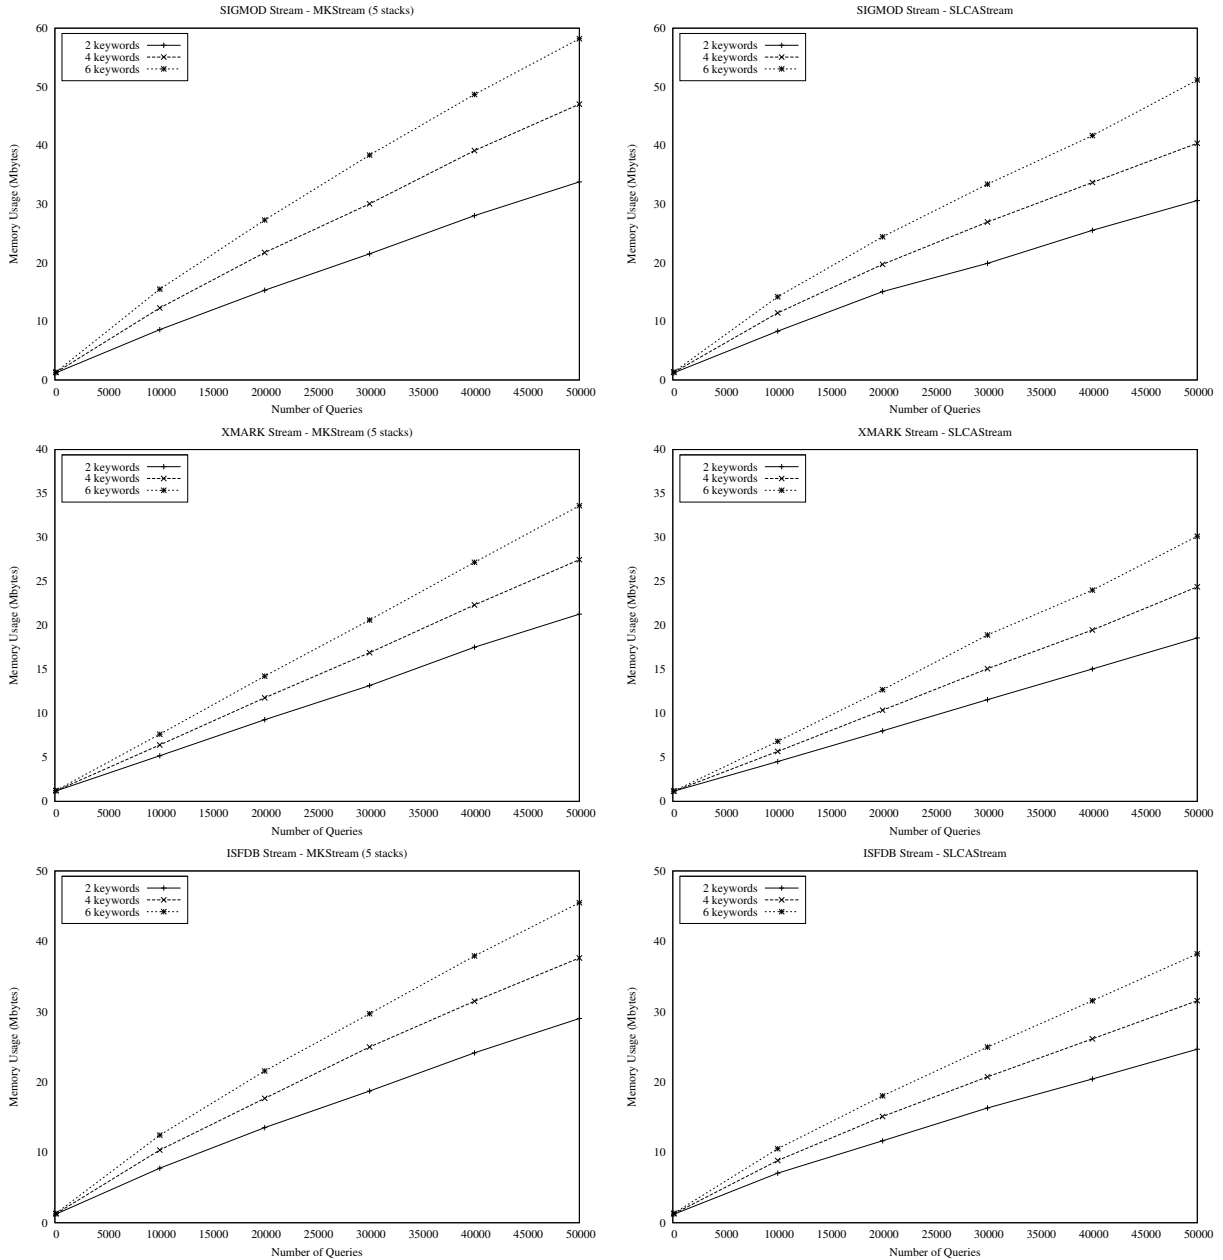 SIGMOD Stream - MKStream (5 stacks)
60
50
40
30
20
10
0
Memory Usage (Mbytes)
2 keywords
4 keywords
6 keywords
0 5000 10000 15000 20000 25000 30000 35000 40000 45000 50000
Number of Queries
SIGMOD Stream - SLCAStream
60
50
40
30
20
10
0
Memory Usage (Mbytes)
2 keywords
4 keywords
6 keywords
0 5000 10000 15000 20000 25000 30000 35000 40000 45000 50000
Number of Queries
XMARK Stream - MKStream (5 stacks)
40
35
30
25
20
15
10
5
0
Memory Usage (Mbytes)
2 keywords
4 keywords
6 keywords
0 5000 10000 15000 20000 25000 30000 35000 40000 45000 50000
Number of Queries
XMARK Stream - SLCAStream
40
35
30
25
20
15
10
5
0
Memory Usage (Mbytes)
2 keywords
4 keywords
6 keywords
0 5000 10000 15000 20000 25000 30000 35000 40000 45000 50000
Number of Queries
ISFDB Stream - MKStream (5 stacks)
50
40
30
20
10
0
Memory Usage (Mbytes)
2 keywords
4 keywords
6 keywords
0 5000 10000 15000 20000 25000 30000 35000 40000 45000 50000
Number of Queries
ISFDB Stream - SLCAStream
50
40
30
20
10
0
Memory Usage (Mbytes)
2 keywords
4 keywords
6 keywords
0 5000 10000 15000 20000 25000 30000 35000 40000 45000 50000
Number of Queries